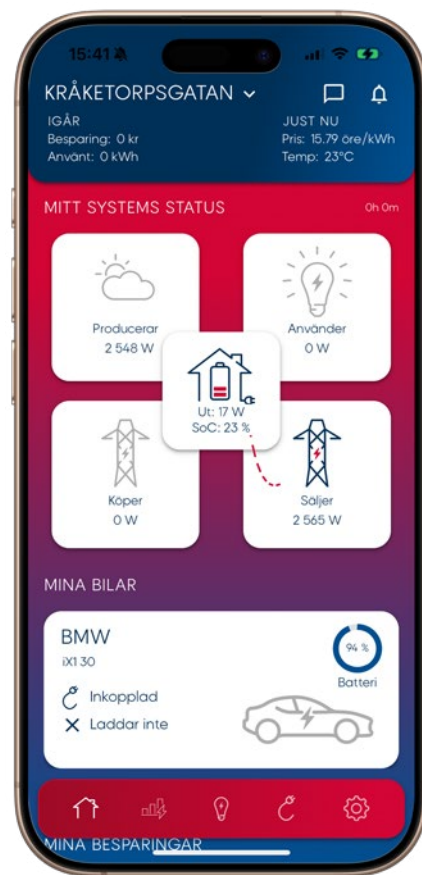 15:41
KRÅKETORPSGATAN
IGÅR
Besparing: 0 kr
Använt: 0 kWh
JUST NU
Pris: 15.79 öre/kWh
Temp: 23°C
MITT SYSTEMS STATUS
0h 0m
Producerar
2 548 W
Använder
0 W
Ut: 17 W
SoC: 23 %
Köper
0 W
Säljer
2 565 W
MINA BILAR
BMW
iX1 30
94 %
Batteri
Inkopplad
Laddar inte
MINA BESPARINGAR